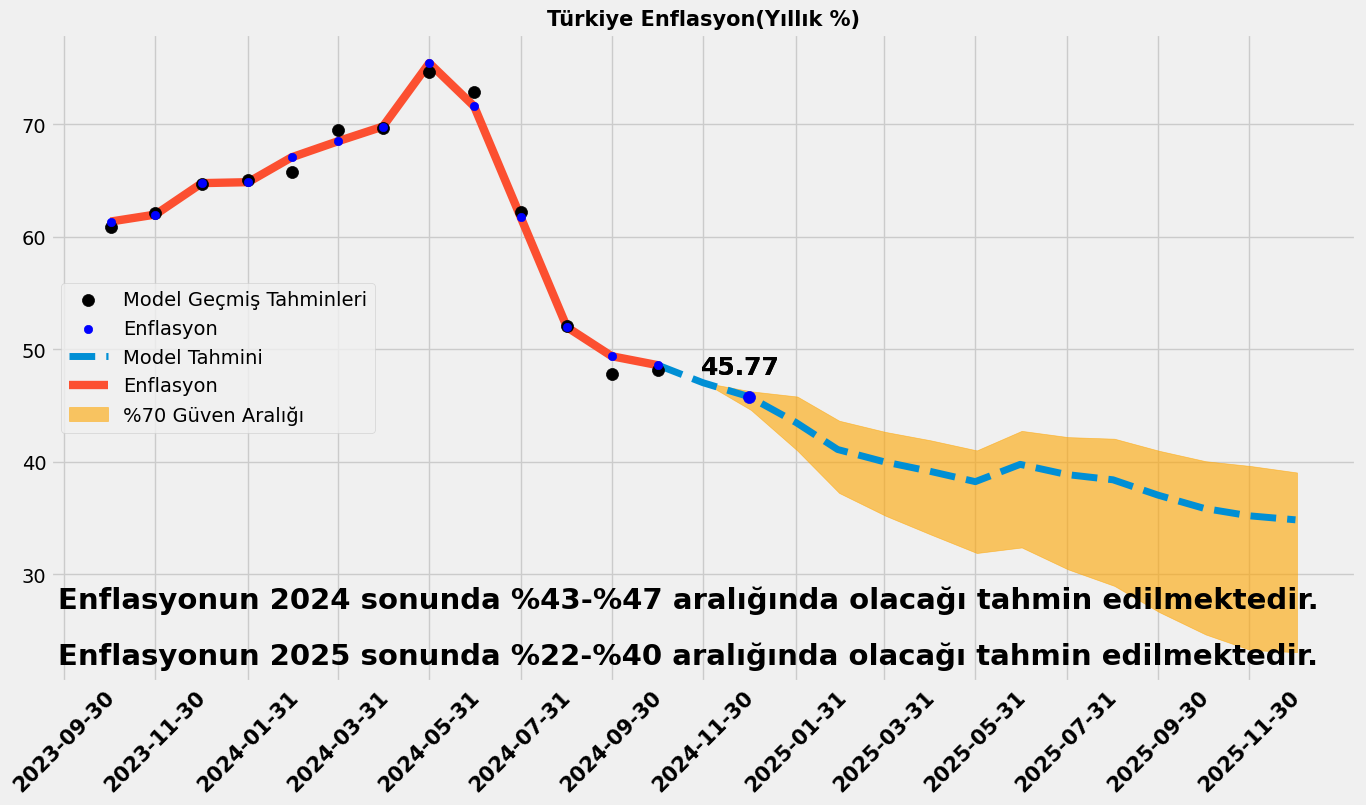 Türkiye Enflasyon(Yıllık %)
70
60
50
40
30
Model Geçmiş Tahminleri
Enflasyon
Model Tahmini
Enflasyon
%70 Güven Aralığı
45.77
Enflasyonun 2024 sonunda %43-%47 aralığında olacağı tahmin edilmektedir.
Enflasyonun 2025 sonunda %22-%40 aralığında olacağı tahmin edilmektedir.
2023-09-30
2023-11-30
2024-01-31
2024-03-31
2024-05-31
2024-07-31
2024-09-30
2024-11-30
2025-01-31
2025-03-31
2025-05-31
2025-07-31
2025-09-30
2025-11-30